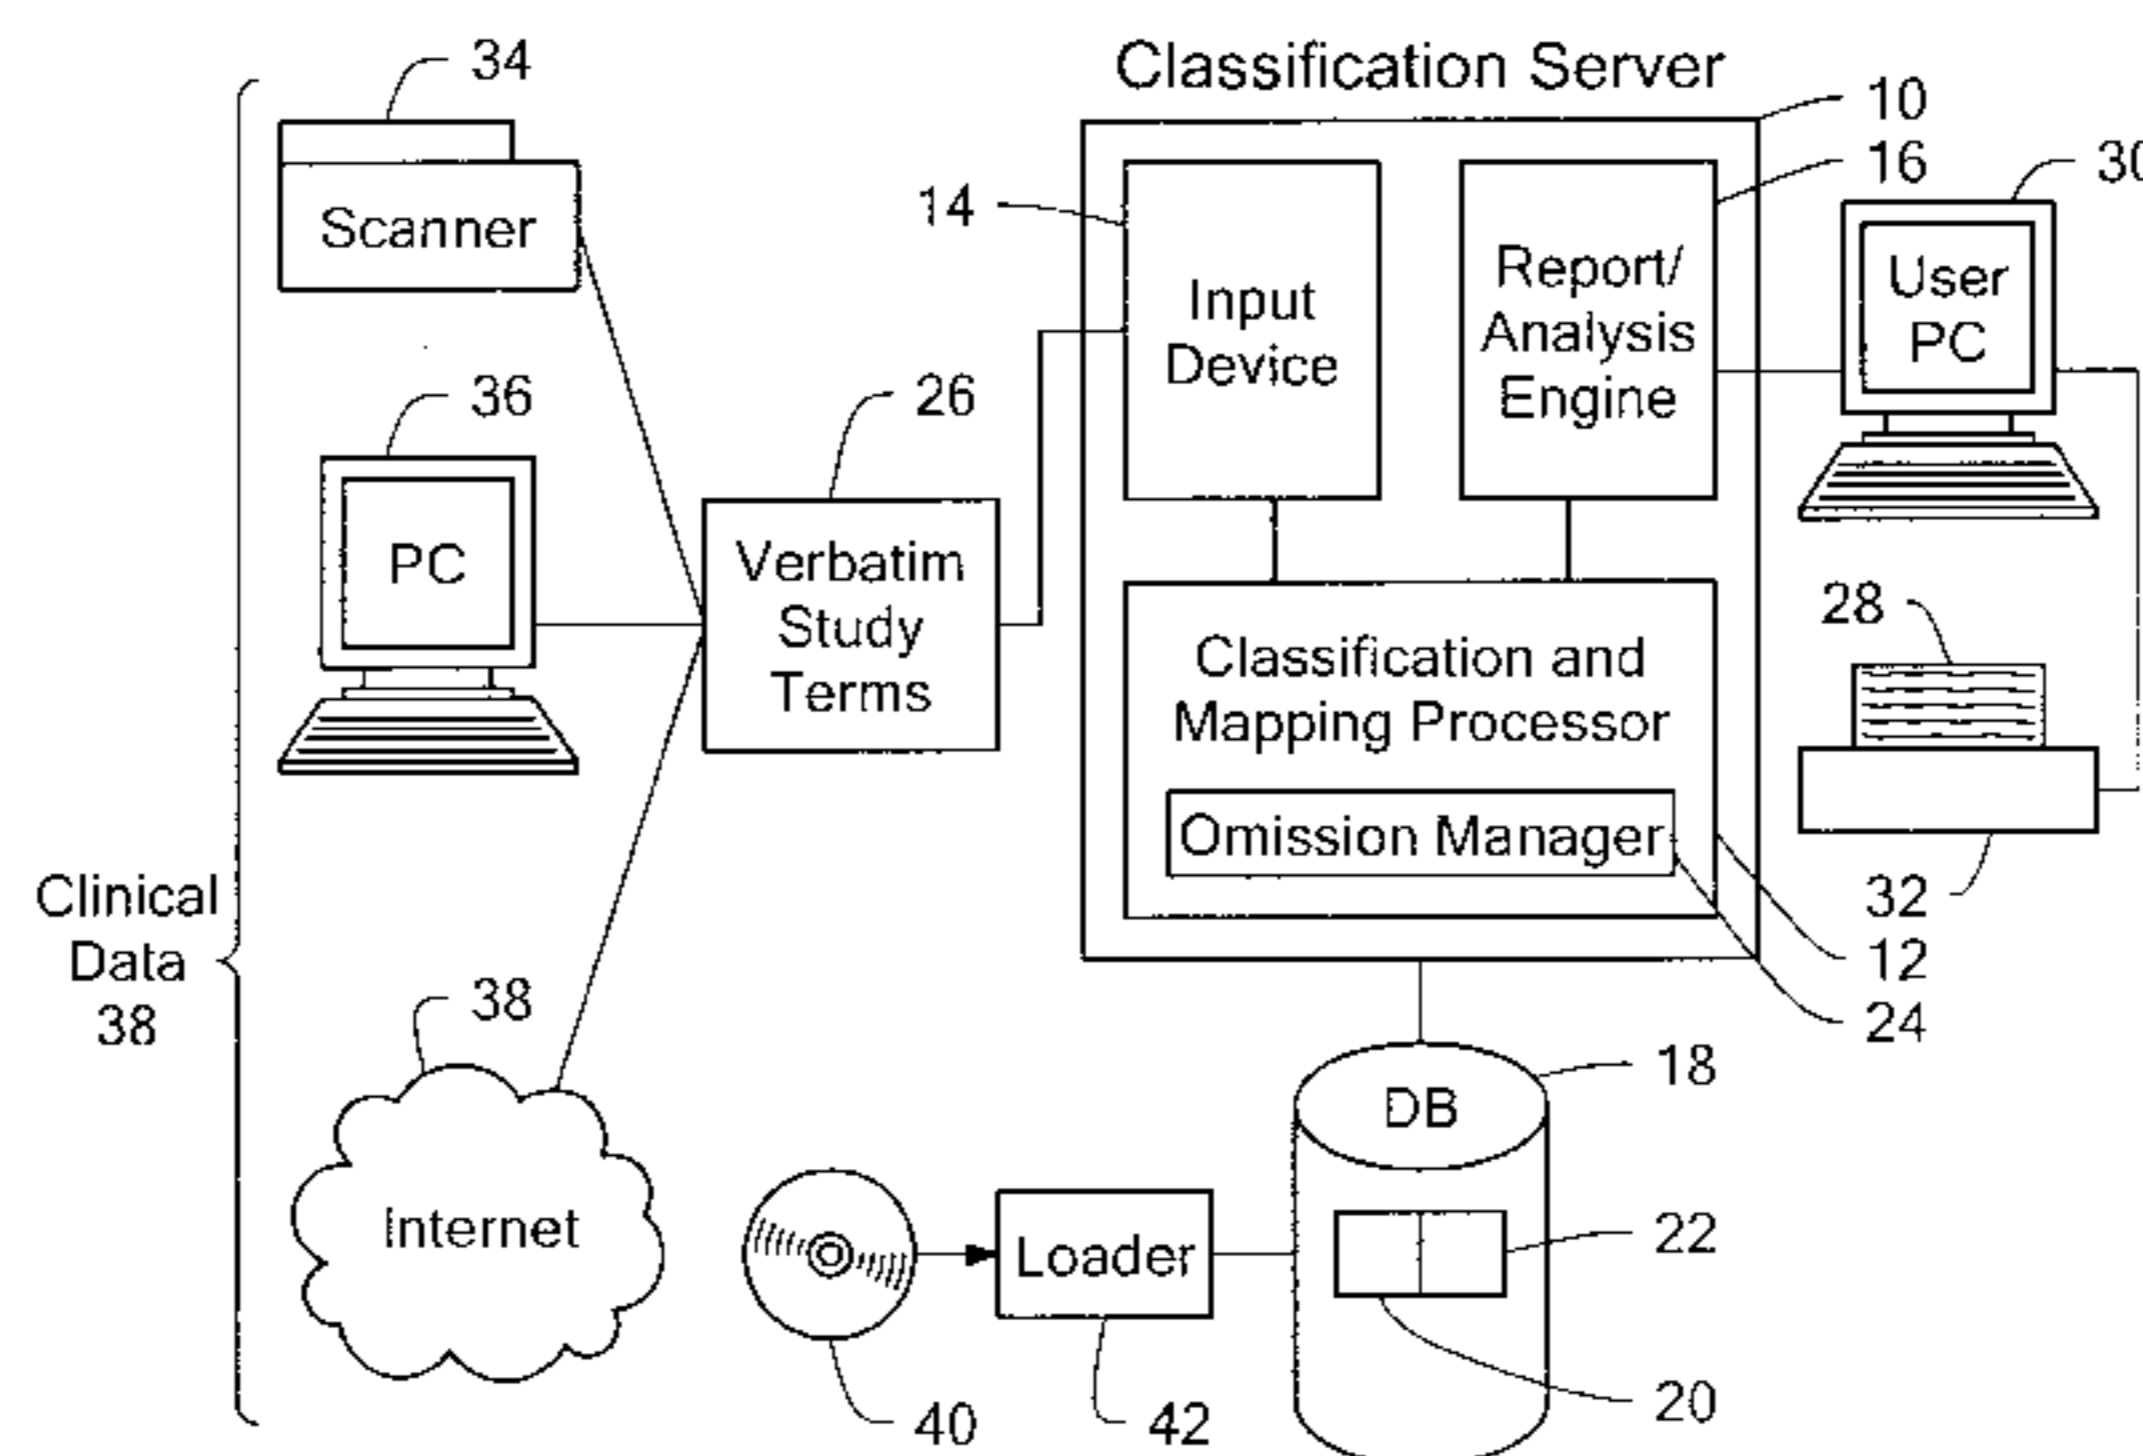 34
Scanner
36
PC
Clinical
Data
38
38
Internet
26
Verbatim
Study
Terms
Classification Server
10
16
14
Input
Device
Report/
Analysis
Engine
30
User
PC
Classification and
Mapping Processor
Omission Manager
28
32
12
24
18
DB
22
20
Loader
40
42